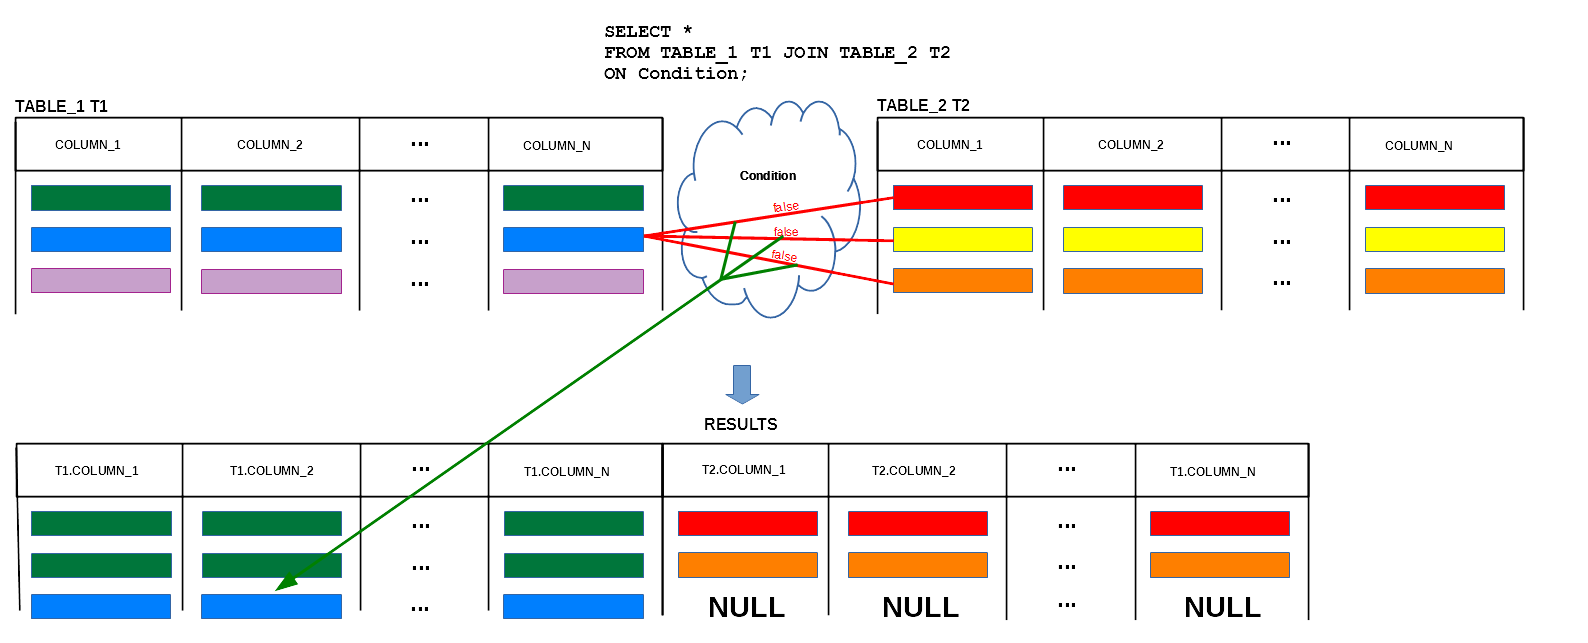 SELECT *
FROM TABLE_1 T1 JOIN TABLE_2 T2
ON Condition;
TABLE_1 T1
COLUMN_1 COLUMN_2 ... COLUMN_N
...
...
...
Condition
false
false
false
TABLE_2 T2
COLUMN_1 COLUMN_2 ... COLUMN_N
...
...
...
RESULTS
T1.COLUMN_1 T1.COLUMN_2 ... T1.COLUMN_N T2.COLUMN_1 T2.COLUMN_2 ... T1.COLUMN_N
... ...
... ...
... NULL NULL ... NULL